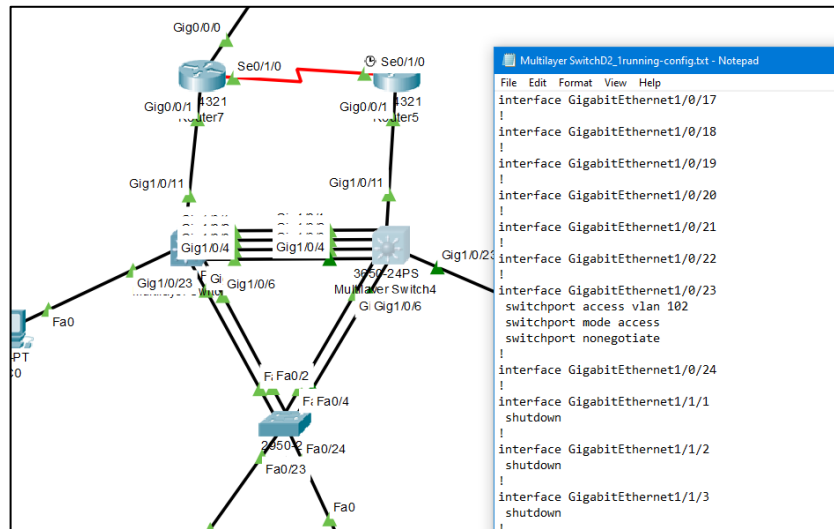 Gig0/0/0
Se0/1/0
Se0/1/0
Gig0/0/1
4321
Router7
Gig0/0/1
4321
Router5
Gig1/0/11
Gig1/0/11
Gig1/0/4
Gig1/0/4
Gig1/0/23
Gig1/0/6
3650-24PS
Multilayer Switch4
Gig1/0/6
Gig1/0/23
Fa0
-PT
Fa0/2
Fa0/4
Fa0/24
Fa0/23
Fa0
Multilayer SwitchD2_1running-config.txt - Notepad
File Edit Format View Help
interface GigabitEthernet1/0/17
!
interface GigabitEthernet1/0/18
!
interface GigabitEthernet1/0/19
!
interface GigabitEthernet1/0/20
!
interface GigabitEthernet1/0/21
!
interface GigabitEthernet1/0/22
!
interface GigabitEthernet1/0/23
switchport access vlan 102
switchport mode access
switchport nonegotiate
!
interface GigabitEthernet1/0/24
!
interface GigabitEthernet1/1/1
shutdown
!
interface GigabitEthernet1/1/2
shutdown
!
interface GigabitEthernet1/1/3
shutdown
!